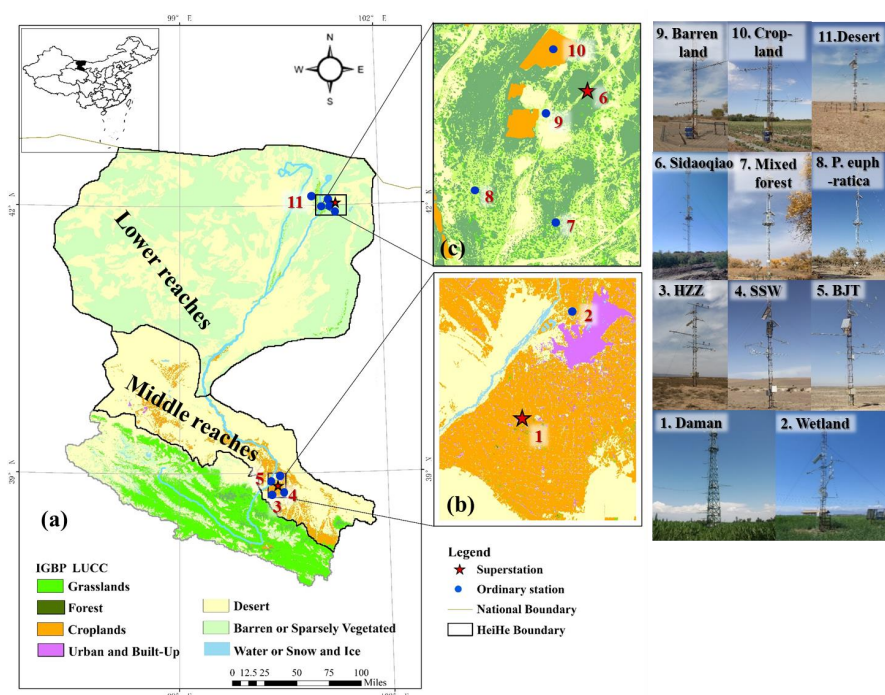 99° E
102° E
N
W
E
S
11
42° N
42° N
Lower reaches
Middle reaches
39° N
39° N
5
4
3
(a)
IGBP LUCC
Grasslands
Forest
Croplands
Urban and Built-Up
Desert
Barren or Sparsely Vegetated
Water or Snow and Ice
0 12.5 25 50 75 100
Miles
99° E
10
6
9
8
7
(c)
2
1
(b)
Legend
Superstation
Ordinary station
National Boundary
HeiHe Boundary
9. Barren
land
10. Crop-
land
11.Desert
6. Sidaoqiao
7. Mixed
forest
8. P. euph
-ratica
3. HZZ
4. SSW
5. BJT
1. Daman
2. Wetland